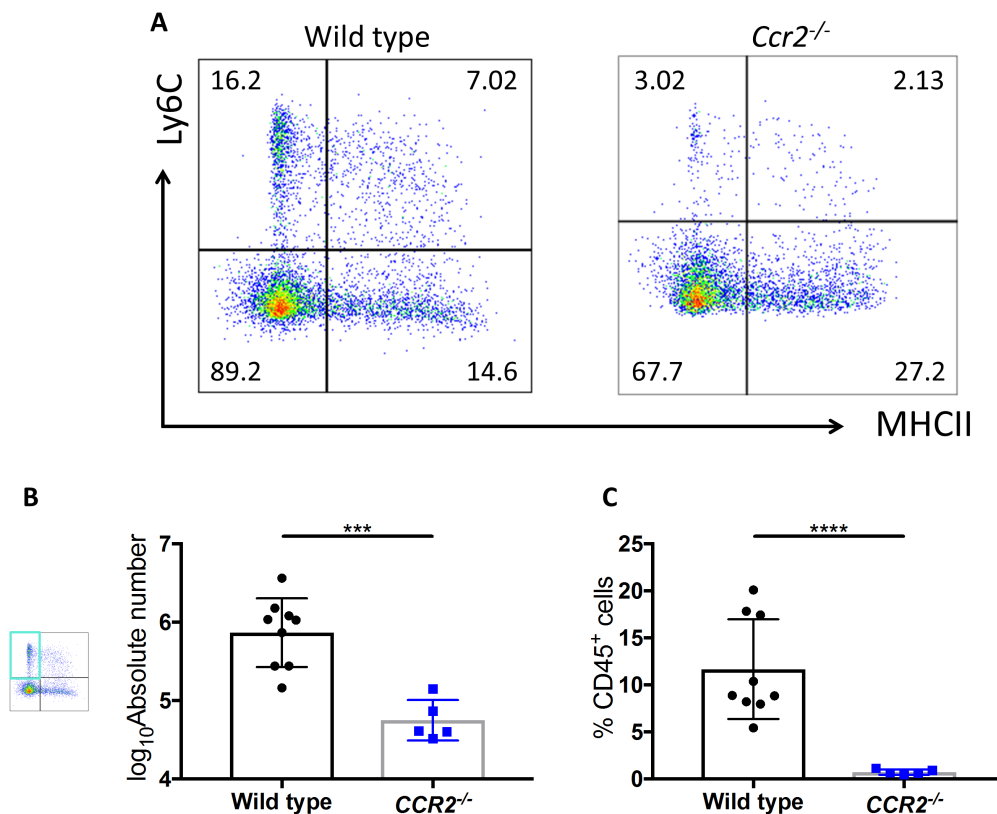 A
Wild type
Ccr2-/-
Ly6C
16.2
7.02
89.2
14.6
3.02
2.13
67.7
27.2
MHCII
B
***
log10Absolute number
7
6
5
4
Wild type
CCR2-/-
C
****
% CD45+ cells
25
20
15
10
5
0
Wild type
CCR2-/-